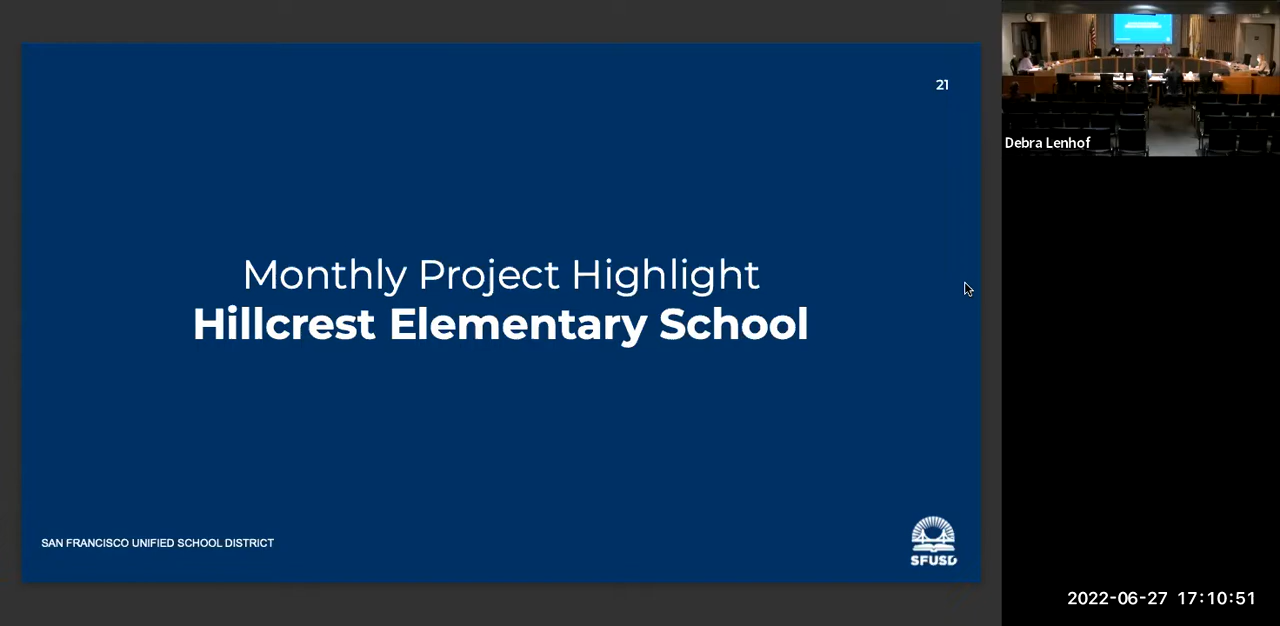 21
Monthly Project Highlight
Hillcrest Elementary School
SAN FRANCISCO UNIFIED SCHOOL DISTRICT
SFUSD
Debra Lenhof
2022-06-27 17:10:51